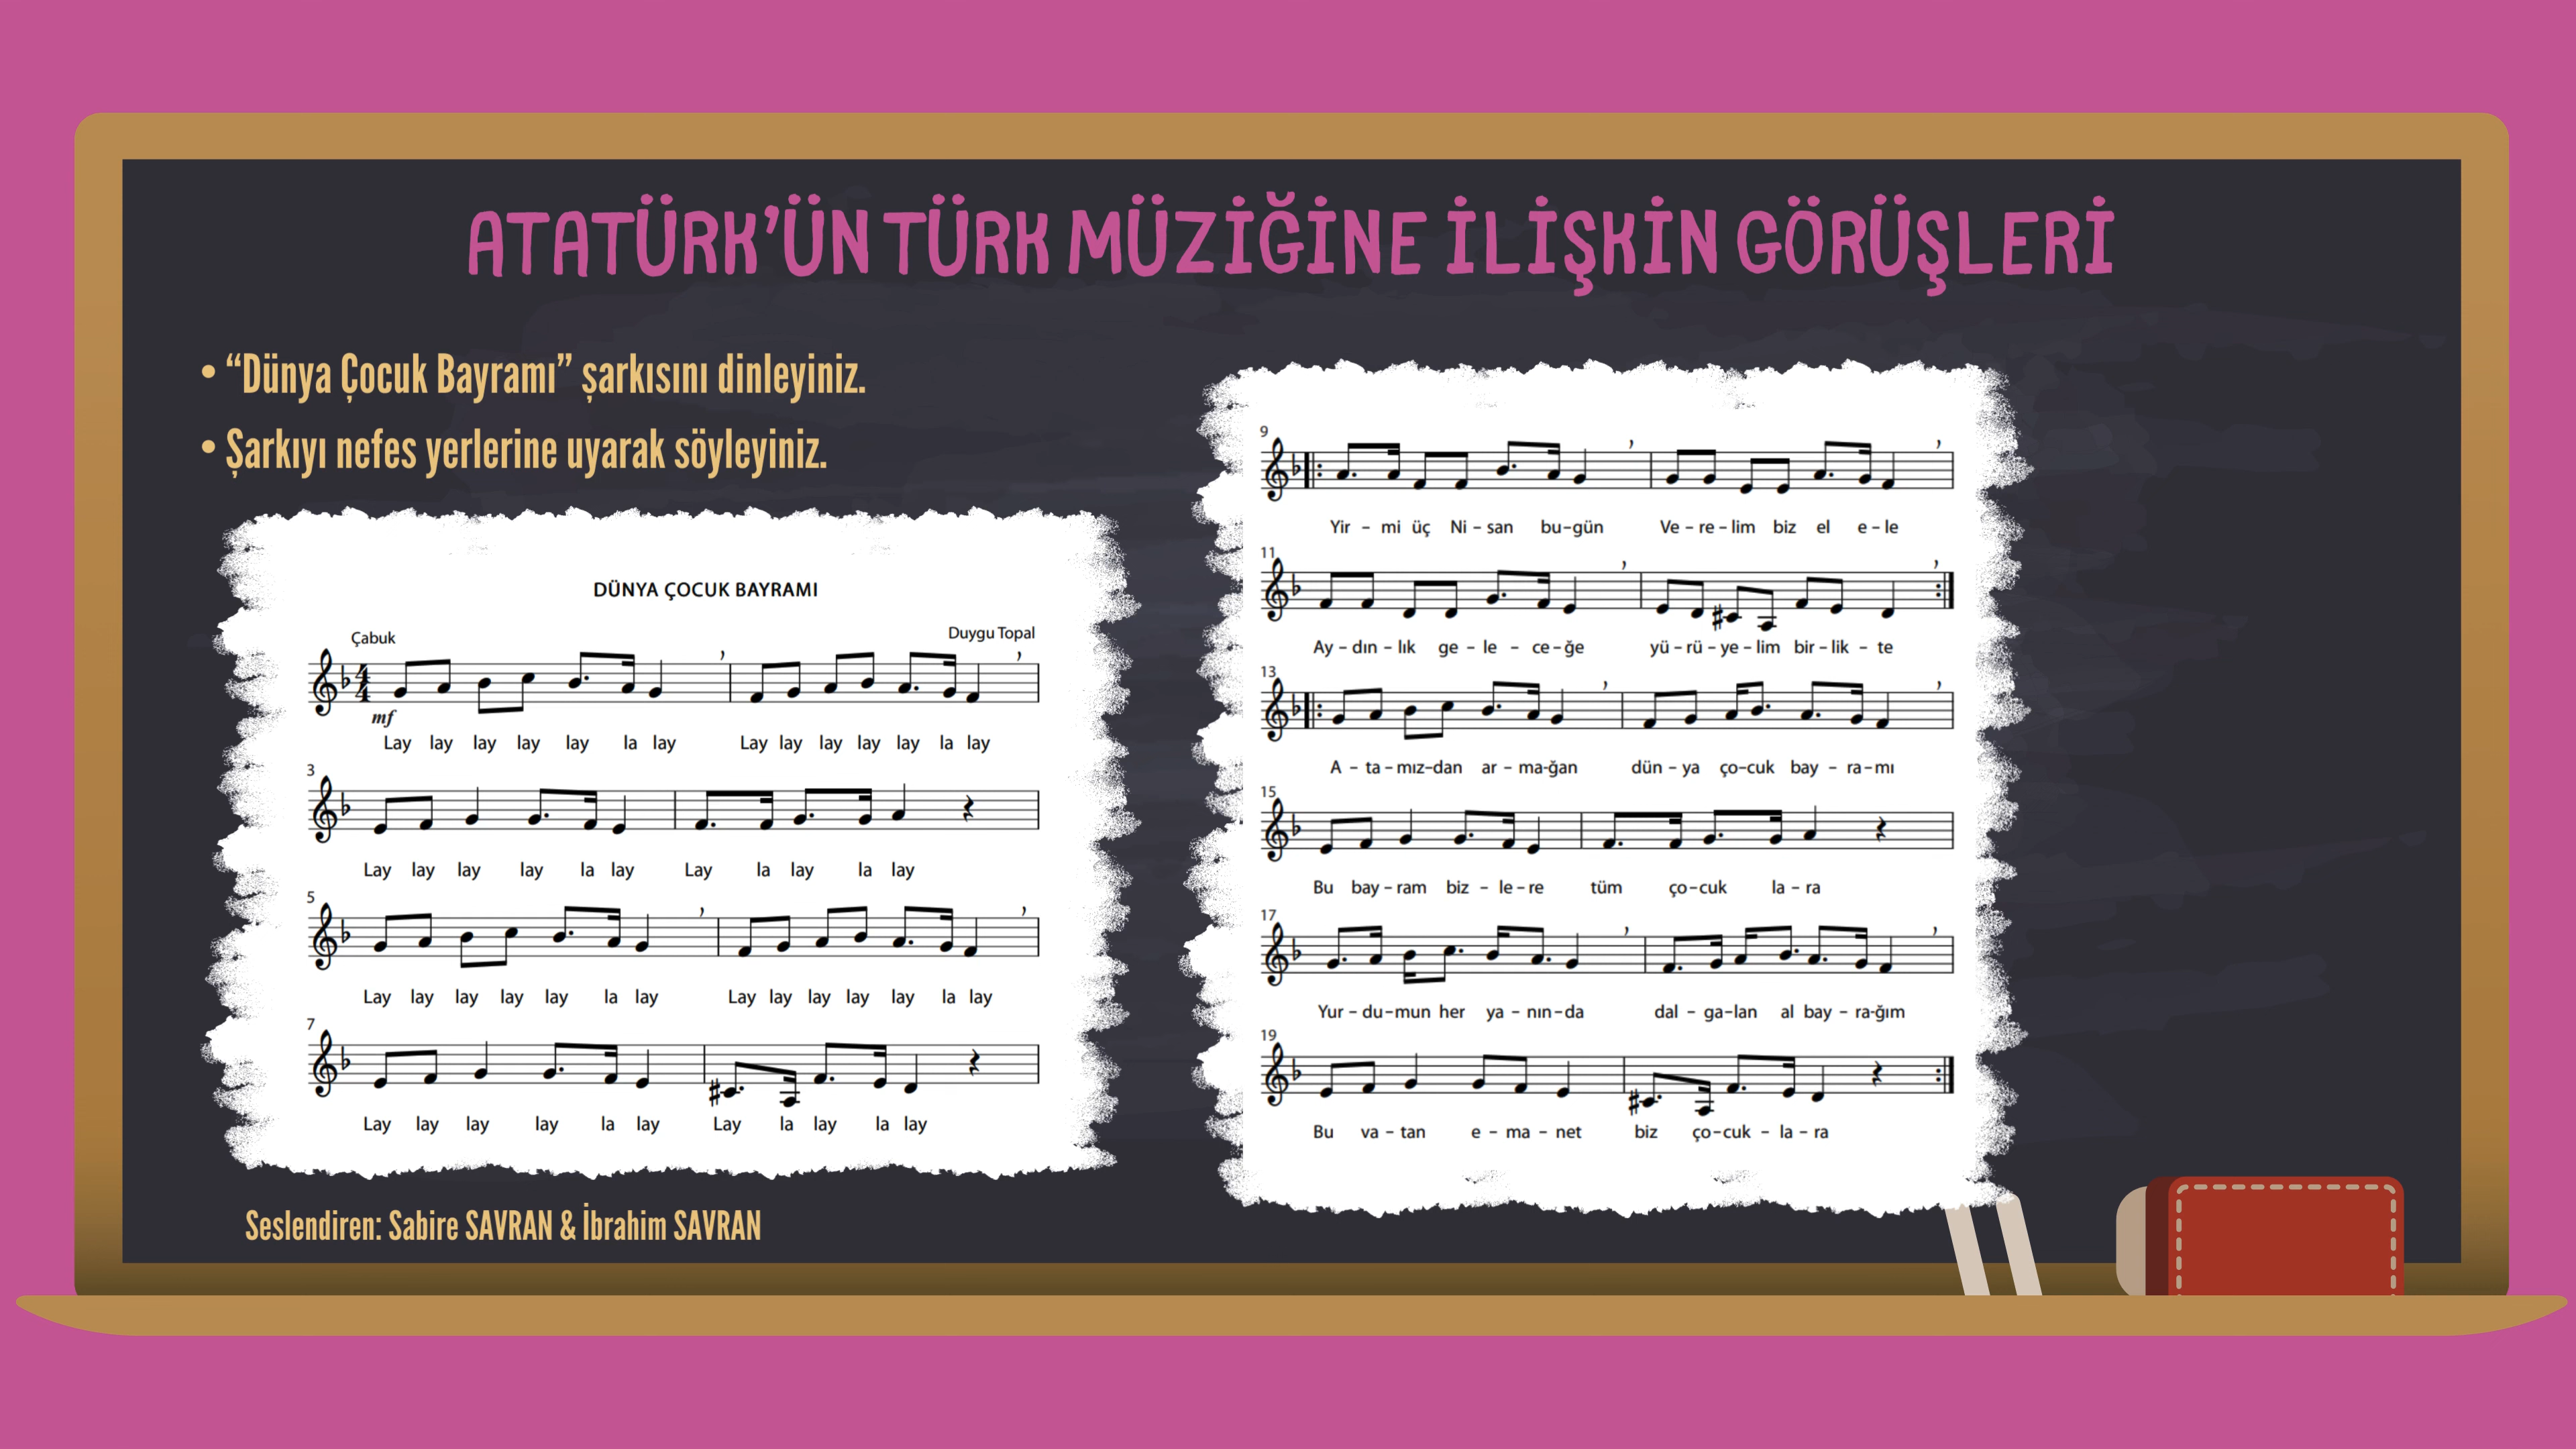 ATATÜRK'ÜN TÜRK MÜZİĞİNE İLİŞKİN GÖRÜŞLERİ
• “Dünya Çocuk Bayramı” şarkısını dinleyiniz.
• Şarkıyı nefes yerlerine uyarak söyleyiniz.
DÜNYA ÇOCUK BAYRAMI
Çabuk
Duygu Topal
4
4
mf
Lay lay lay lay lay la lay Lay lay lay lay lay la lay
3
Lay lay lay lay la lay Lay la lay la lay
5
Lay lay lay lay lay la lay Lay lay lay lay lay la lay
7
Lay lay lay lay la lay Lay la lay la lay
Seslendiren: Sabire SAVRAN & İbrahim SAVRAN
9
Yir – mi üç Ni – san bu–gün Ve – re – lim biz el e – le
11
Ay – dın – lık ge – le – ce–ğe yü – rü – ye – lim bir – lik – te
13
A – ta – mız–dan ar – ma–ğan dün – ya ço–cuk bay – ra–mı
15
Bu bay – ram biz – le – re tüm ço–cuk la – ra
17
Yur – du–mun her ya – nın–da dal – ga–lan al bay – ra-ğım
19
Bu va – tan e – ma – net biz ço–cuk – la – ra